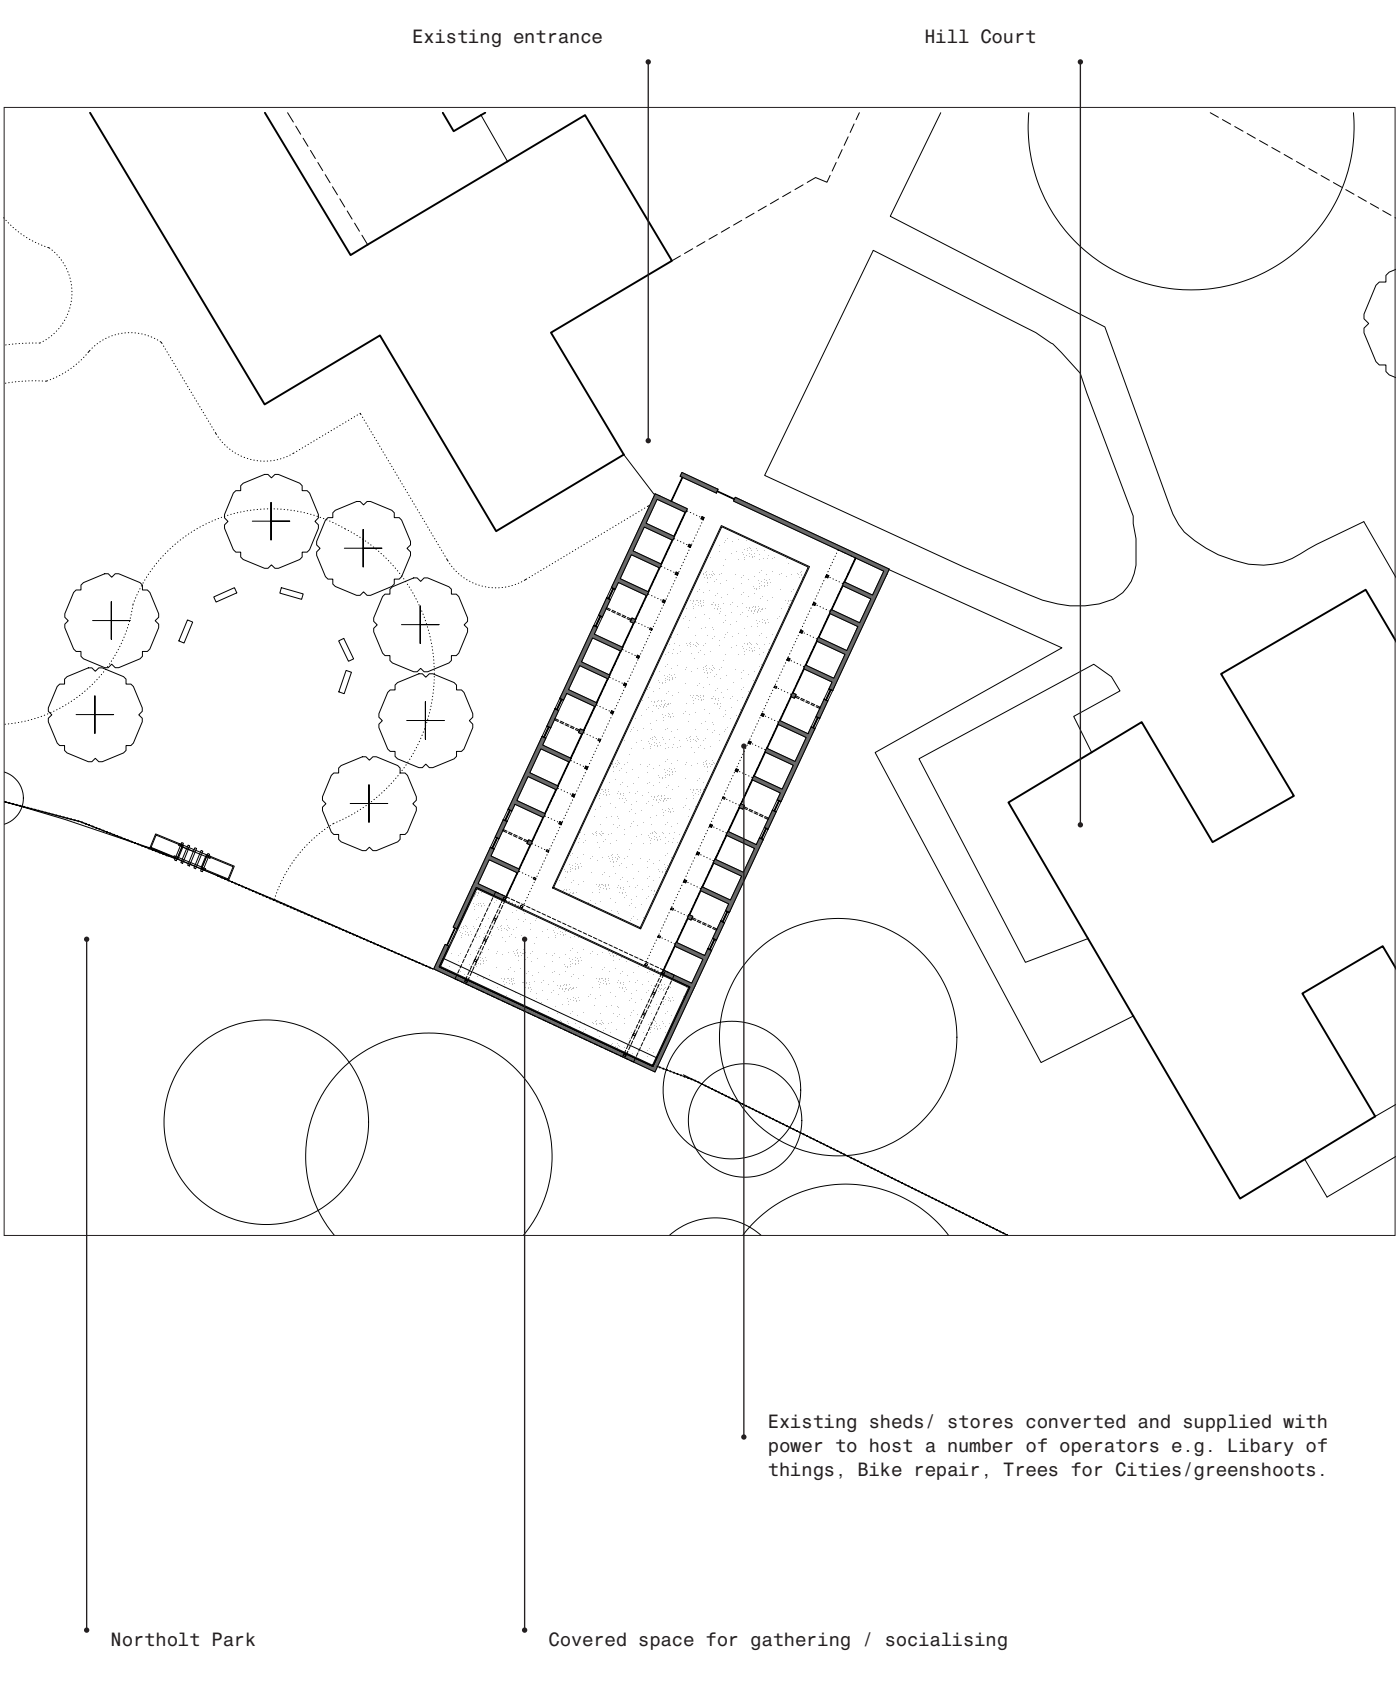 Existing entrance
Hill Court
Existing sheds/ stores converted and supplied with
power to host a number of operators e.g. Libary of
things, Bike repair, Trees for Cities/greenshoots.
Northolt Park
Covered space for gathering / socialising